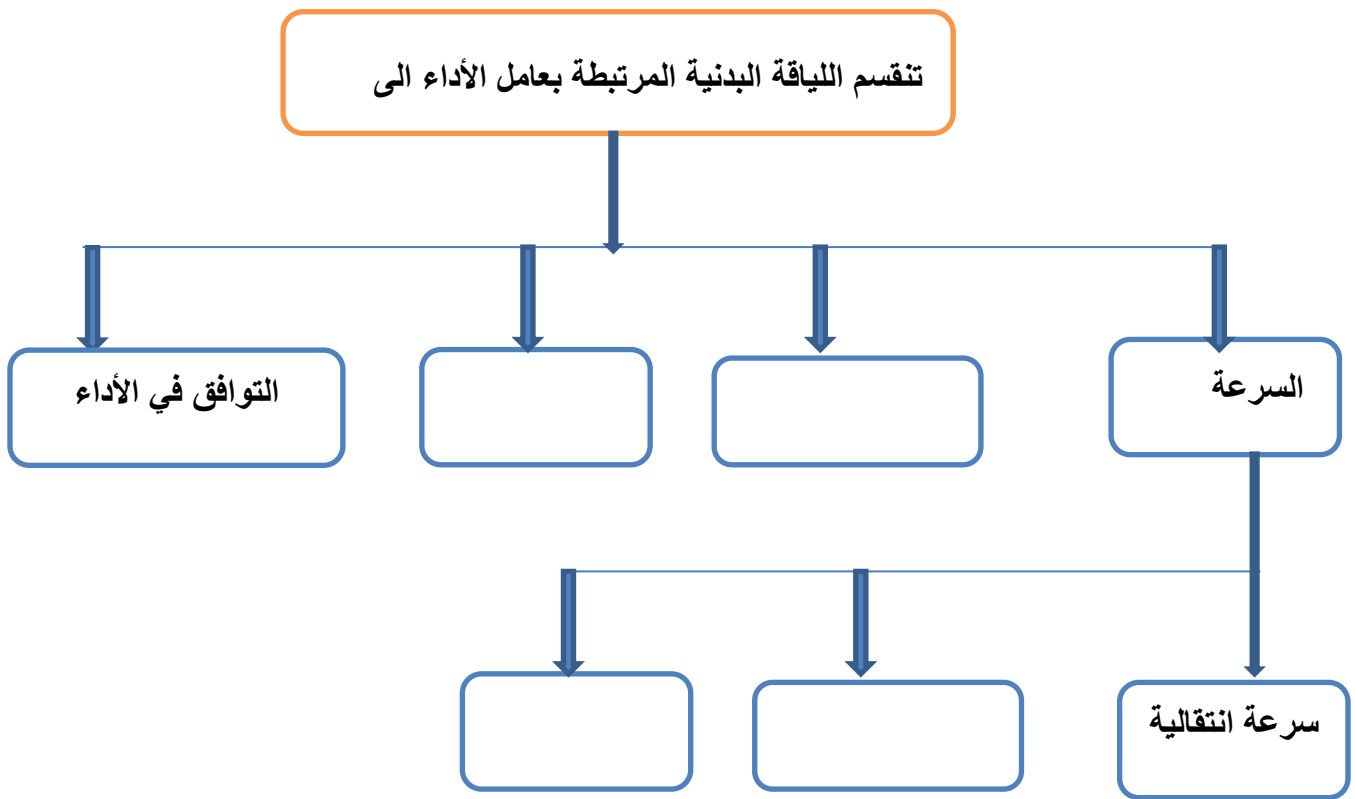 تنقسم اللياقة البدنية المرتبطة بعامل الأداء الى
السرعة
التوافق في الأداء
سرعة انتقالية